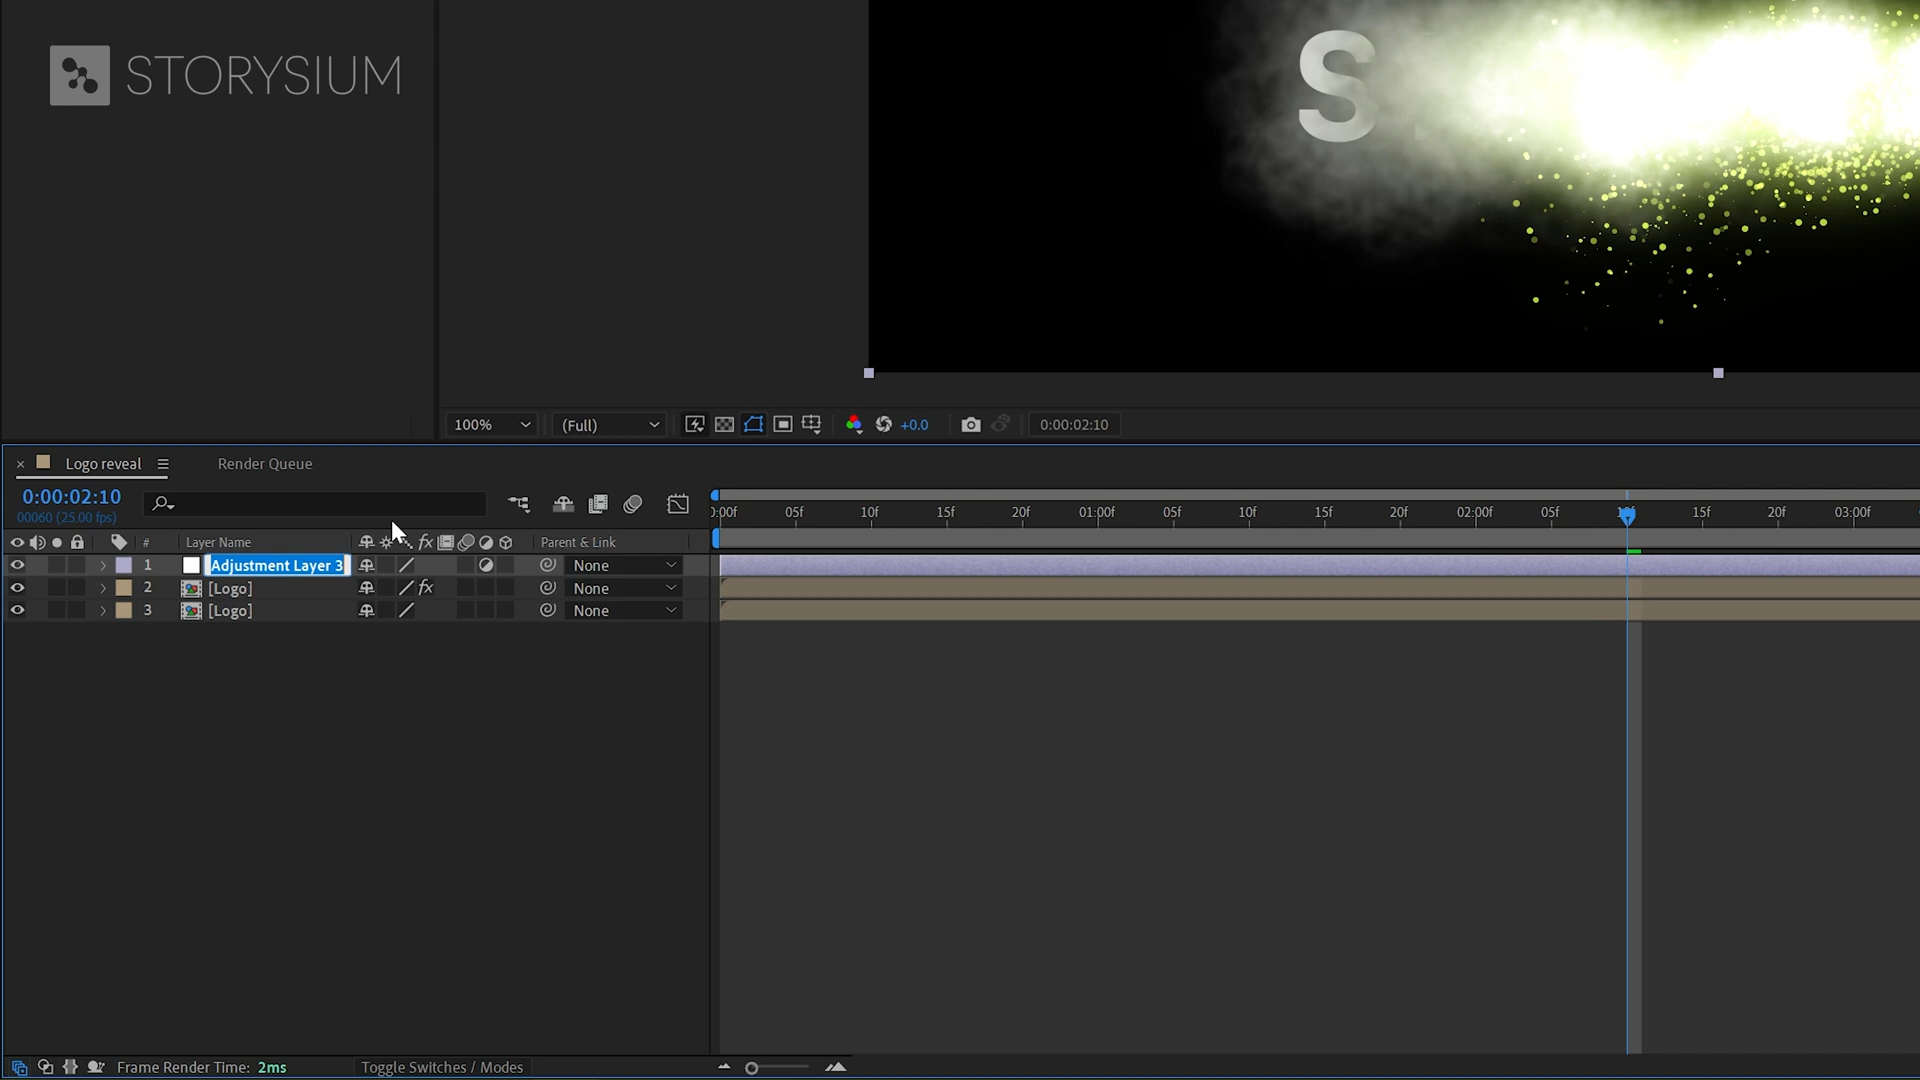 STORYSIUM
S
100%
(Full)
+0.0
0:00:02:10
Logo reveal
Render Queue
0:00:02:10
00060 (25.00 fps)
0:00f 05f 10f 15f 20f 01:00f 05f 10f 15f 20f 02:00f 05f 15f 20f 03:00f
# Layer Name fx Parent & Link
1 Adjustment Layer 3 None
2 [Logo] fx None
3 [Logo] None
Frame Render Time: 2ms
Toggle Switches / Modes